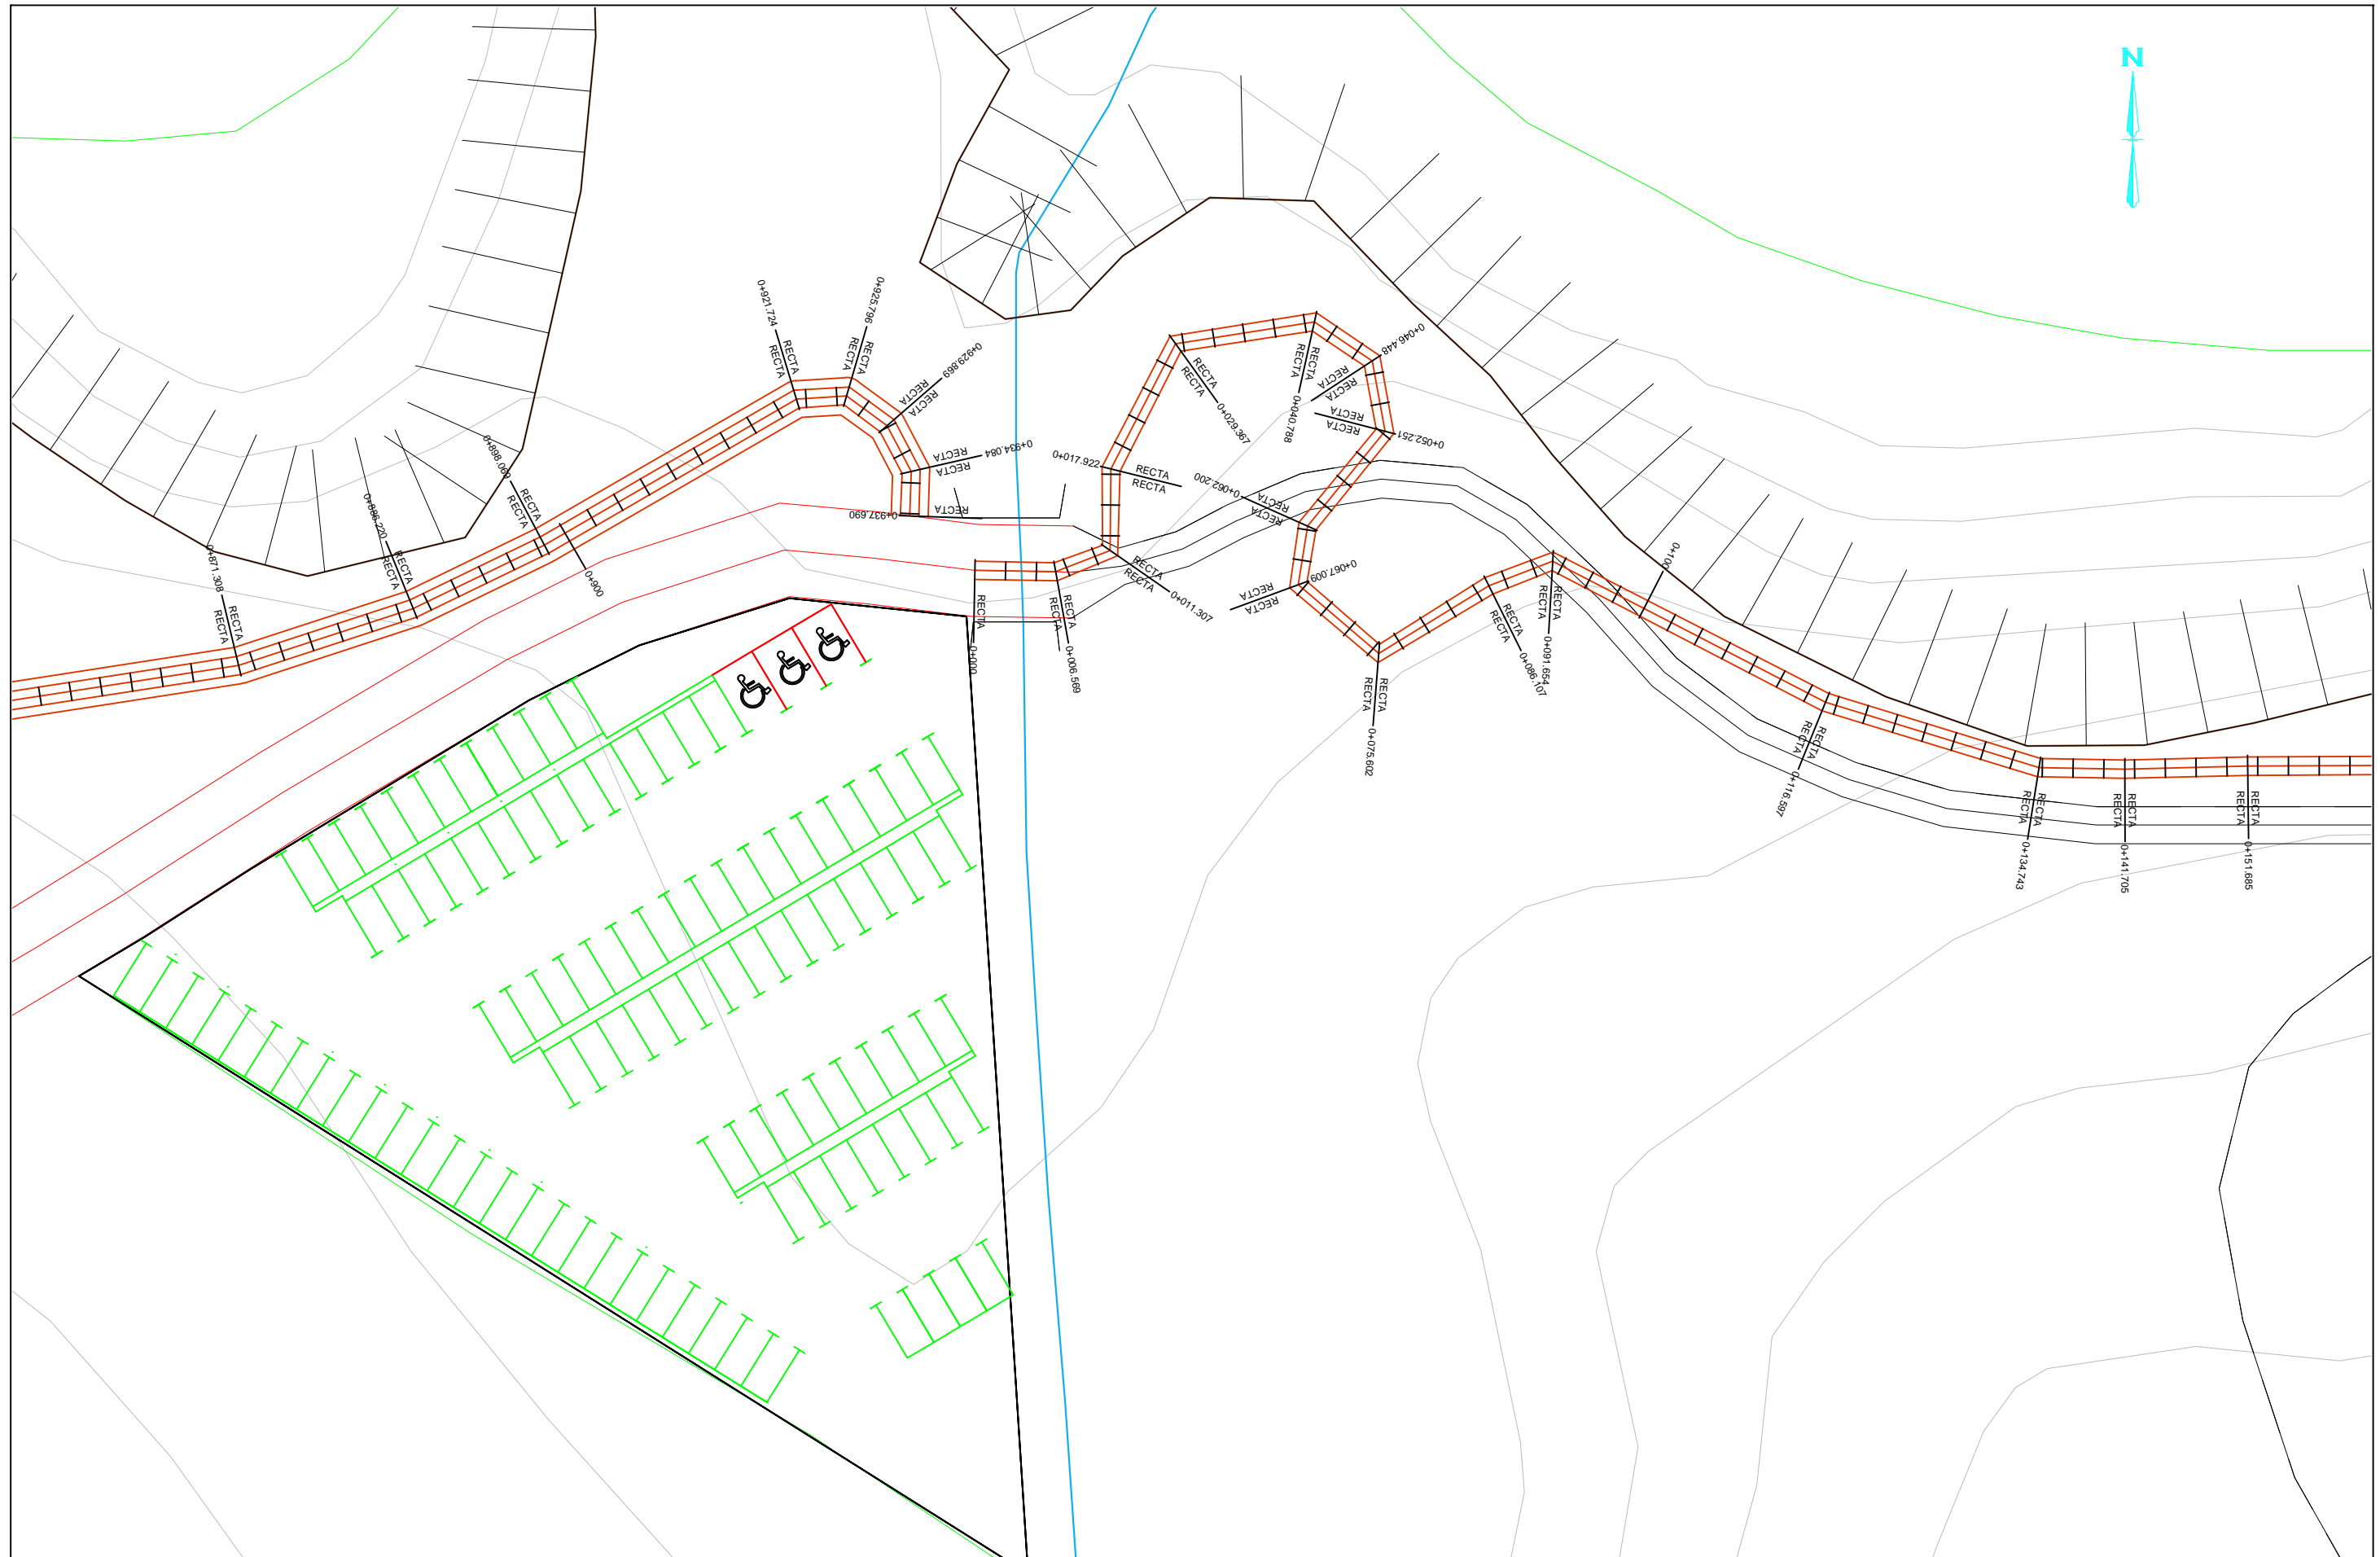 N
0+921.724
RECTA
RECTA
0+925.796
RECTA
RECTA
0+929.869
RECTA
RECTA
0+934.084
RECTA
RECTA
0+937.690
RECTA
0+898.069
RECTA
RECTA
0+886.220
RECTA
RECTA
0+871.308
RECTA
RECTA
0+900
RECTA
0+000
RECTA
RECTA
0+006.569
RECTA
RECTA
0+011.307
0+017.922
RECTA
RECTA
RECTA
RECTA
0+029.367
RECTA
RECTA
0+040.788
0+046.448
RECTA
RECTA
0+052.251
RECTA
RECTA
0+062.200
RECTA
RECTA
0+067.009
RECTA
RECTA
RECTA
RECTA
0+075.602
RECTA
RECTA
0+086.107
RECTA
RECTA
0+091.654
0+100
RECTA
RECTA
0+116.597
RECTA
RECTA
0+134.743
RECTA
RECTA
0+141.705
RECTA
RECTA
0+151.685